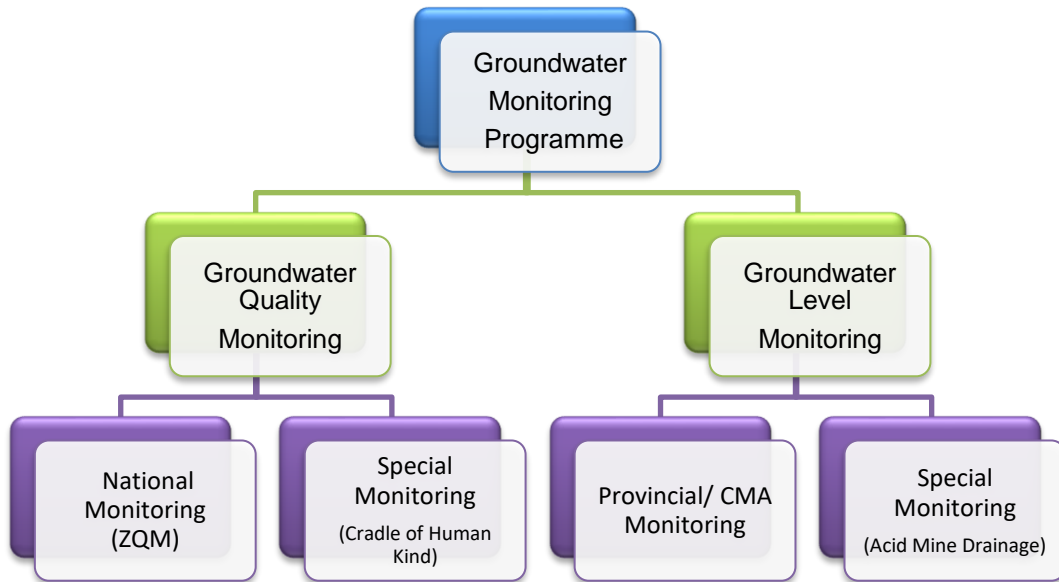 Groundwater
Monitoring
Programme
Groundwater
Quality
Monitoring
Groundwater
Level
Monitoring
National
Monitoring
(ZQM)
Special
Monitoring
(Cradle of Human
Kind)
Provincial/ CMA
Monitoring
Special
Monitoring
(Acid Mine Drainage)